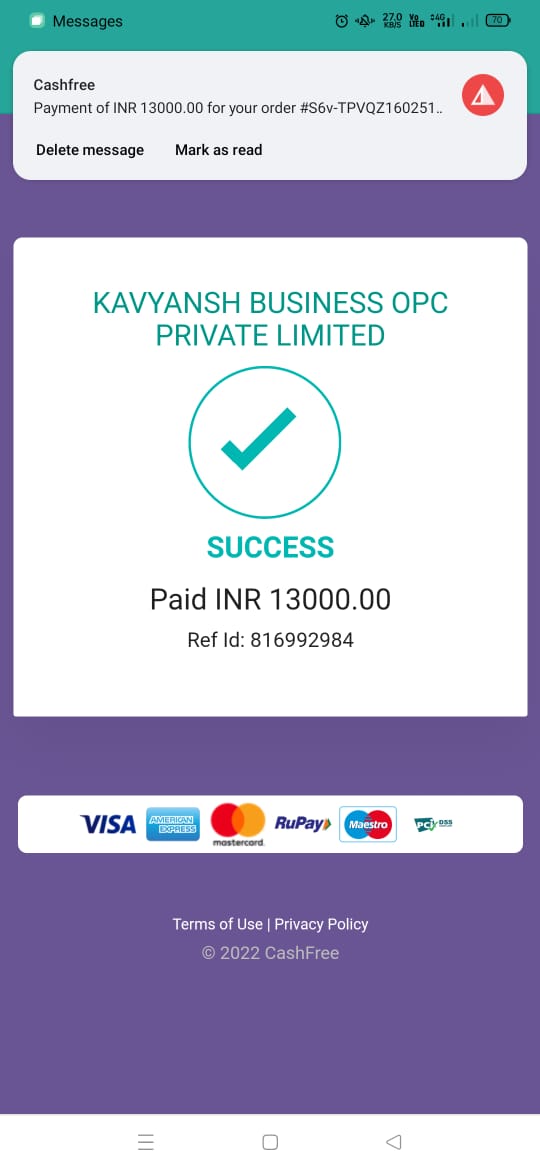 Messages
27.0
KB/S
Vo
LTED
4G
70
Cashfree
Payment of INR 13000.00 for your order #S6v-TPVQZ160251..
Delete message
Mark as read
KAVYANSH BUSINESS OPC
PRIVATE LIMITED
SUCCESS
Paid INR 13000.00
Ref Id: 816992984
VISA
AMERICAN
EXPRESS
mastercard.
RuPay
Maestro
PCI DSS
Terms of Use | Privacy Policy
© 2022 CashFree